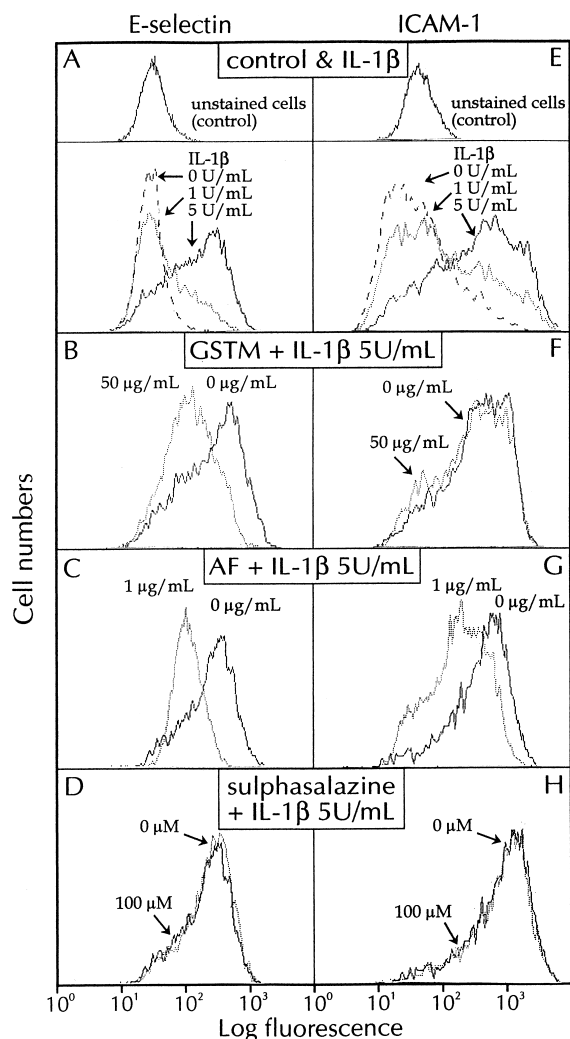 E-selectin
ICAM-1
A
control & IL-1β
E
unstained cells
(control)
unstained cells
(control)
IL-1β
0 U/mL
1 U/mL
5 U/mL
IL-1β
0 U/mL
1 U/mL
5 U/mL
B
GSTM + IL-1β 5U/mL
F
50 µg/mL
0 µg/mL
0 µg/mL
50 µg/mL
C
AF + IL-1β 5U/mL
G
1 µg/mL
0 µg/mL
1 µg/mL
0 µg/mL
D
sulphasalazine
+ IL-1β 5U/mL
H
0 µM
100 µM
0 µM
100 µM
Cell numbers
10⁰ 10¹ 10² 10³ 10⁰ 10¹ 10² 10³
Log fluorescence